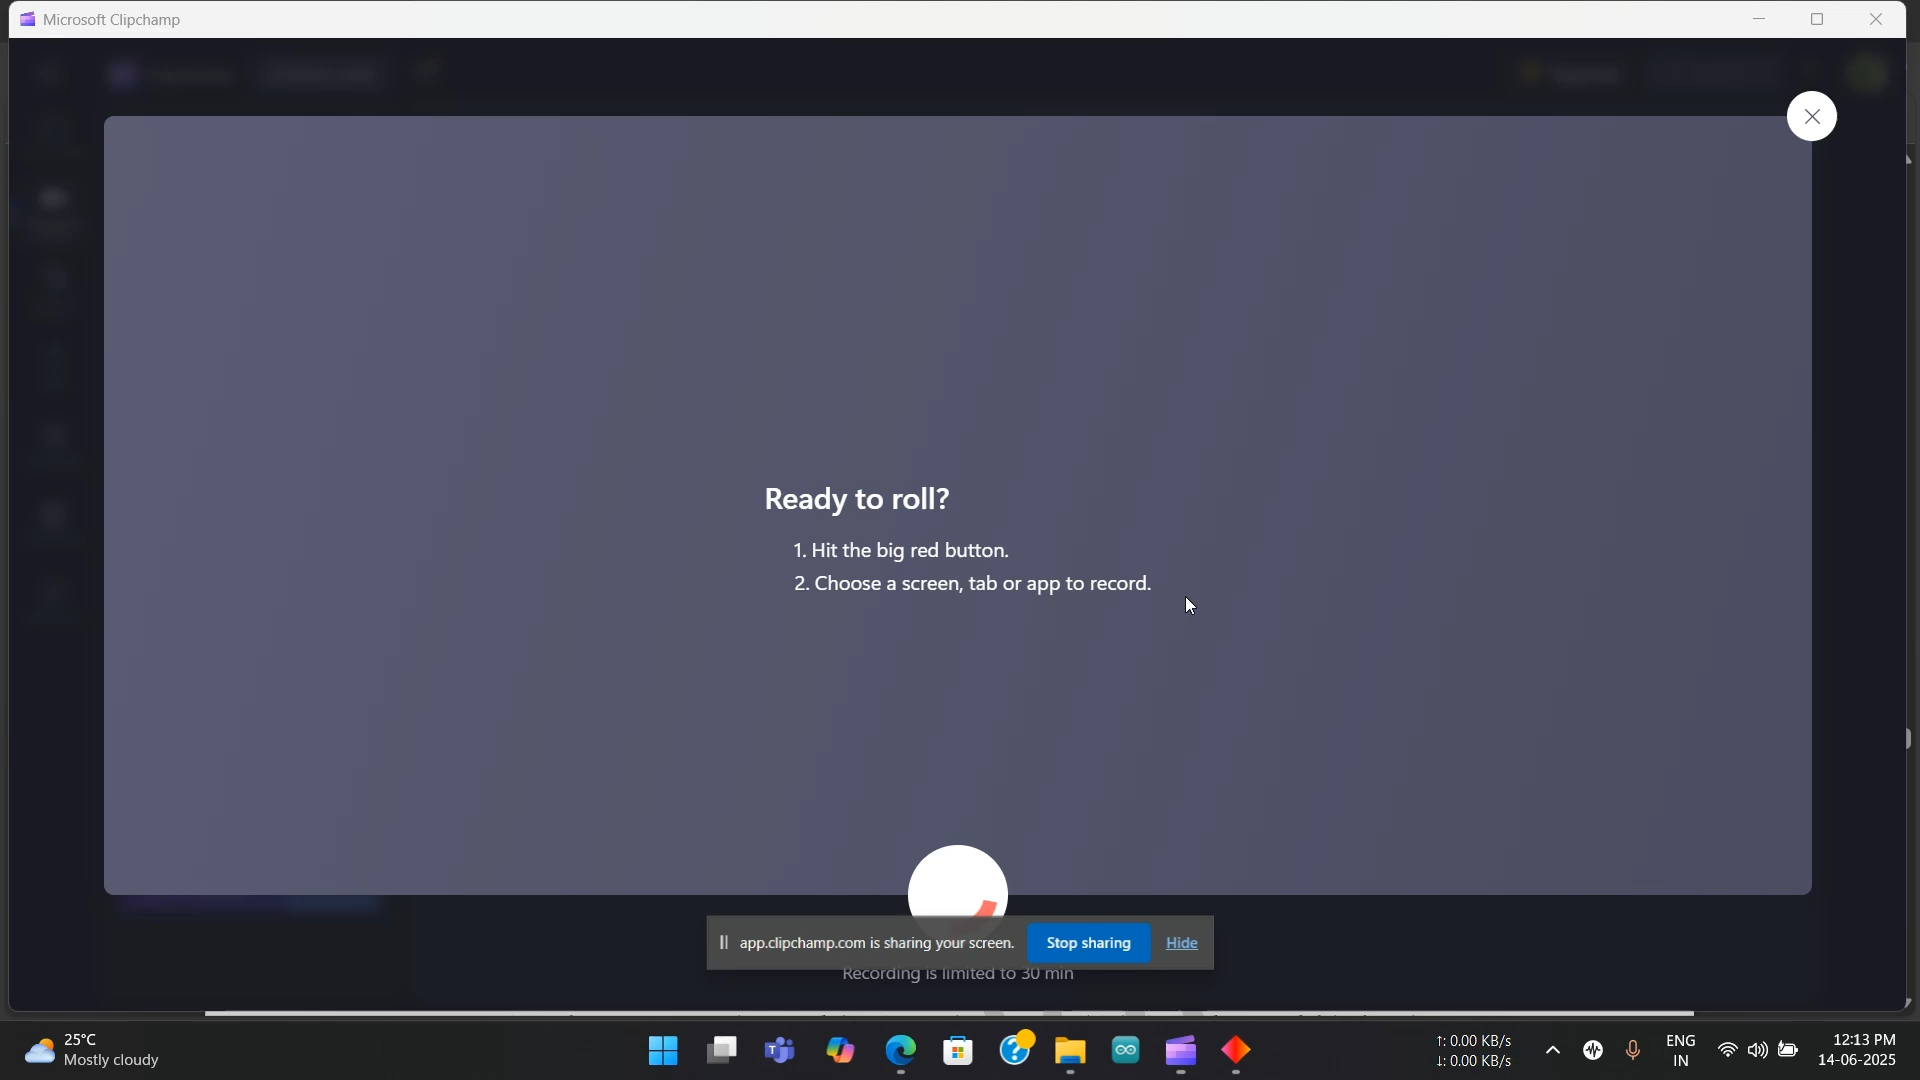 Microsoft Clipchamp
Ready to roll?
1. Hit the big red button.
2. Choose a screen, tab or app to record.
app.clipchamp.com is sharing your screen. Stop sharing Hide
Recording is limited to 30 min
25°C
Mostly cloudy
↑: 0.00 KB/s
↓: 0.00 KB/s
ENG
IN
12:13 PM
14-06-2025